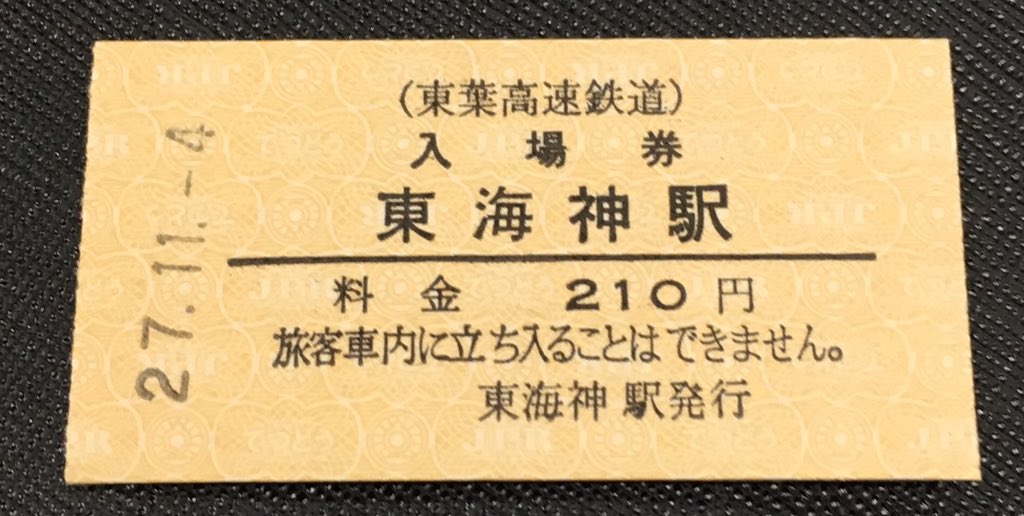 （東葉高速鉄道）
入場券
東海神駅
料金 210円
旅客車内に立ち入ることはできません。
東海神駅発行
27.11.-4